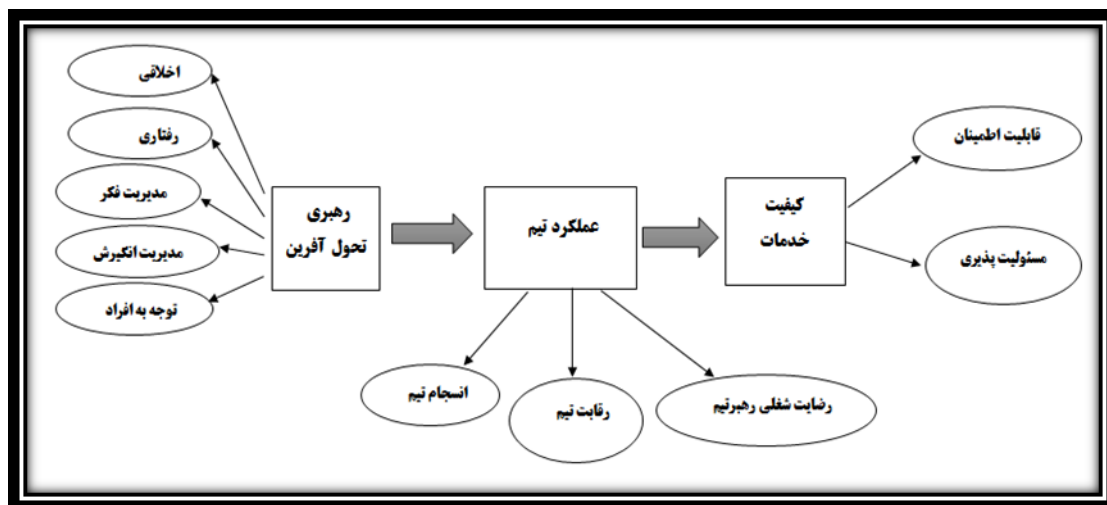 اخلاقی
رفتاری
مدیریت فکر
مدیریت انگیزش
توجه به افراد
رهبری
تحول آفرین
عملکرد تیم
کیفیت
خدمات
قابلیت اطمینان
مسئولیت پذیری
انسجام تیم
رقابت تیم
رضایت شغلی رهبرتیم